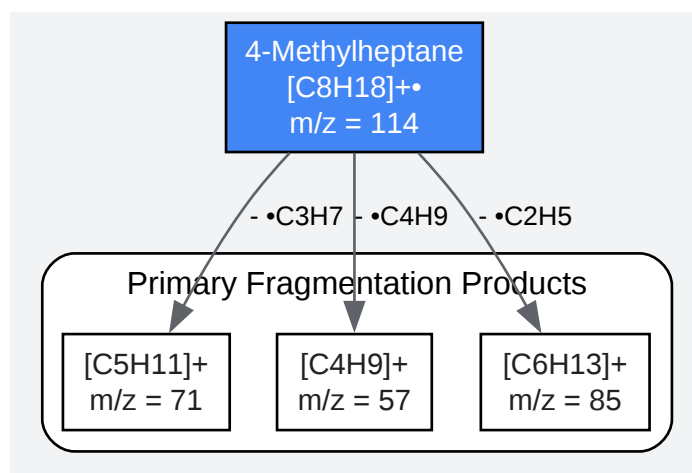 4-Methylheptane
[C8H18]+•
m/z = 114
- •C3H7
- •C4H9
- •C2H5
Primary Fragmentation Products
[C5H11]+
m/z = 71
[C4H9]+
m/z = 57
[C6H13]+
m/z = 85